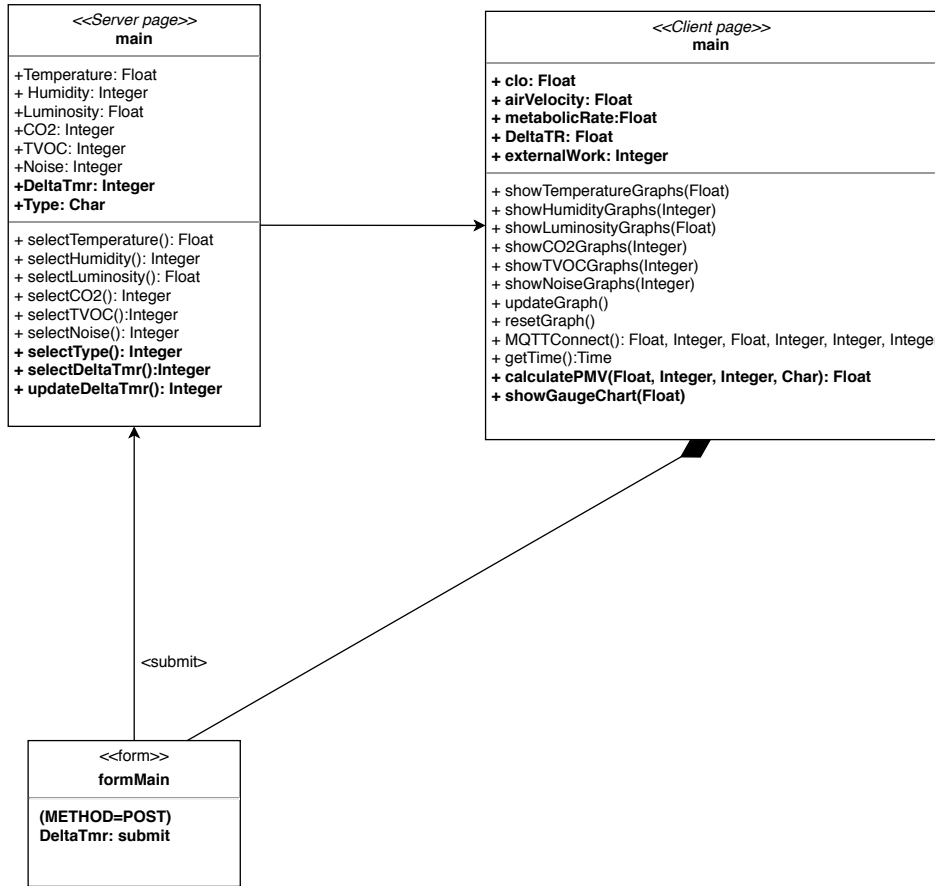 <<Server page>>
main
+Temperature: Float
+ Humidity: Integer
+Luminosity: Float
+CO2: Integer
+TVOC: Integer
+Noise: Integer
+DeltaTmr: Integer
+Type: Char
+ selectTemperature(): Float
+ selectHumidity(): Integer
+ selectLuminosity(): Float
+ selectCO2(): Integer
+ selectTVOC():Integer
+ selectNoise(): Integer
+ selectType(): Integer
+ selectDeltaTmr():Integer
+ updateDeltaTmr(): Integer
<<Client page>>
main
+ clo: Float
+ airVelocity: Float
+ metabolicRate:Float
+ DeltaTR: Float
+ externalWork: Integer
+ showTemperatureGraphs(Float)
+ showHumidityGraphs(Integer)
+ showLuminosityGraphs(Float)
+ showCO2Graphs(Integer)
+ showTVOCGraphs(Integer)
+ showNoiseGraphs(Integer)
+ updateGraph()
+ resetGraph()
+ MQTTConnect(): Float, Integer, Float, Integer, Integer, Integer
+ getTime():Time
+ calculatePMV(Float, Integer, Integer, Char): Float
+ showGaugeChart(Float)
<submit>
<<form>>
formMain
(METHOD=POST)
DeltaTmr: submit